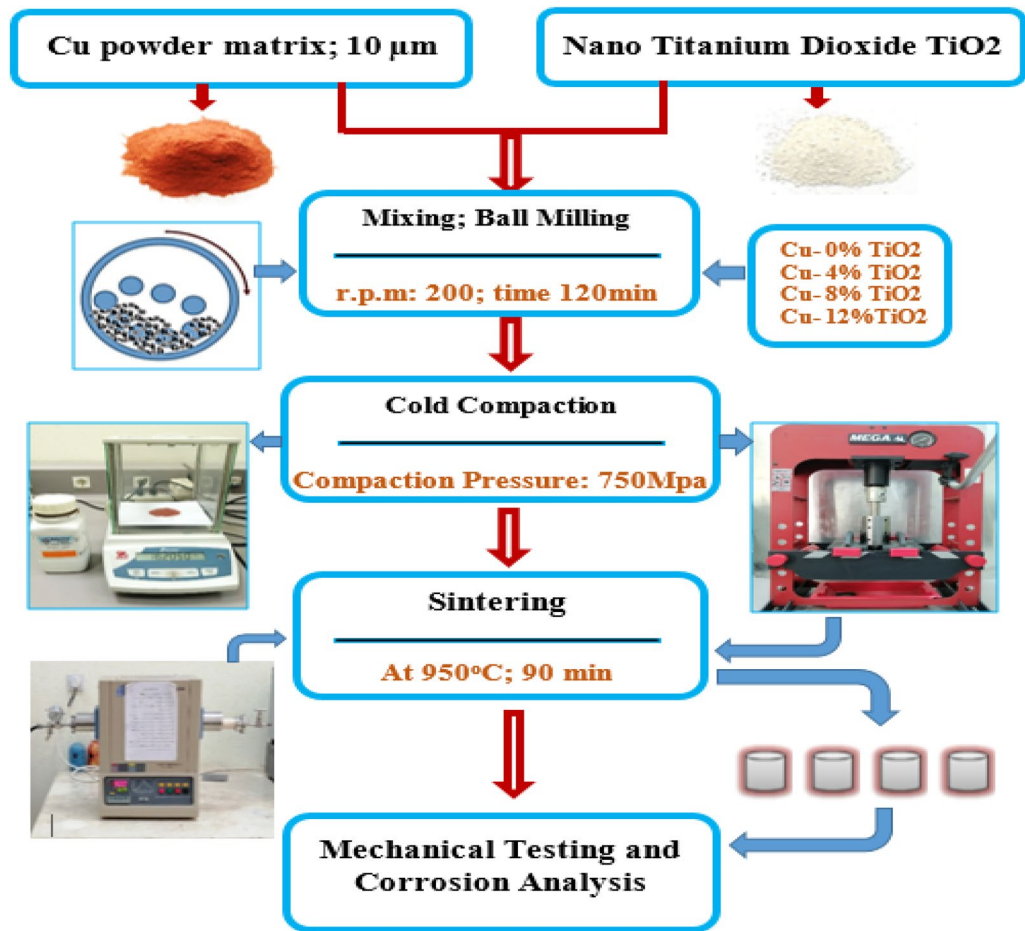 Cu powder matrix; 10 µm
Nano Titanium Dioxide TiO2
Mixing; Ball Milling
r.p.m: 200; time 120min
Cu- 0% TiO2
Cu- 4% TiO2
Cu- 8% TiO2
Cu- 12%TiO2
Cold Compaction
Compaction Pressure: 750Mpa
MEGA
Sintering
At 950°C; 90 min
Mechanical Testing and
Corrosion Analysis